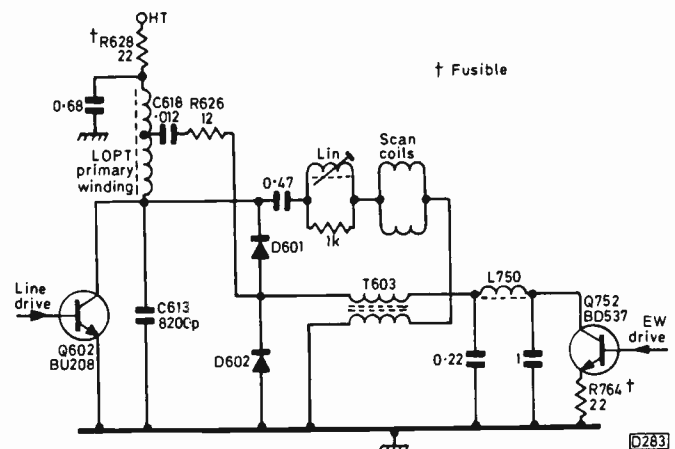 HT
† R628
22
† Fusible
0·68
C618
·012
R626
12
LOPT
primary
winding
Lin
Scan
coils
0·47
1k
D601
Line
drive
Q602
BU208
C613
8200p
T603
L750
D602
0·22
1
Q752
BD537
EW
drive
R764 †
22
D283